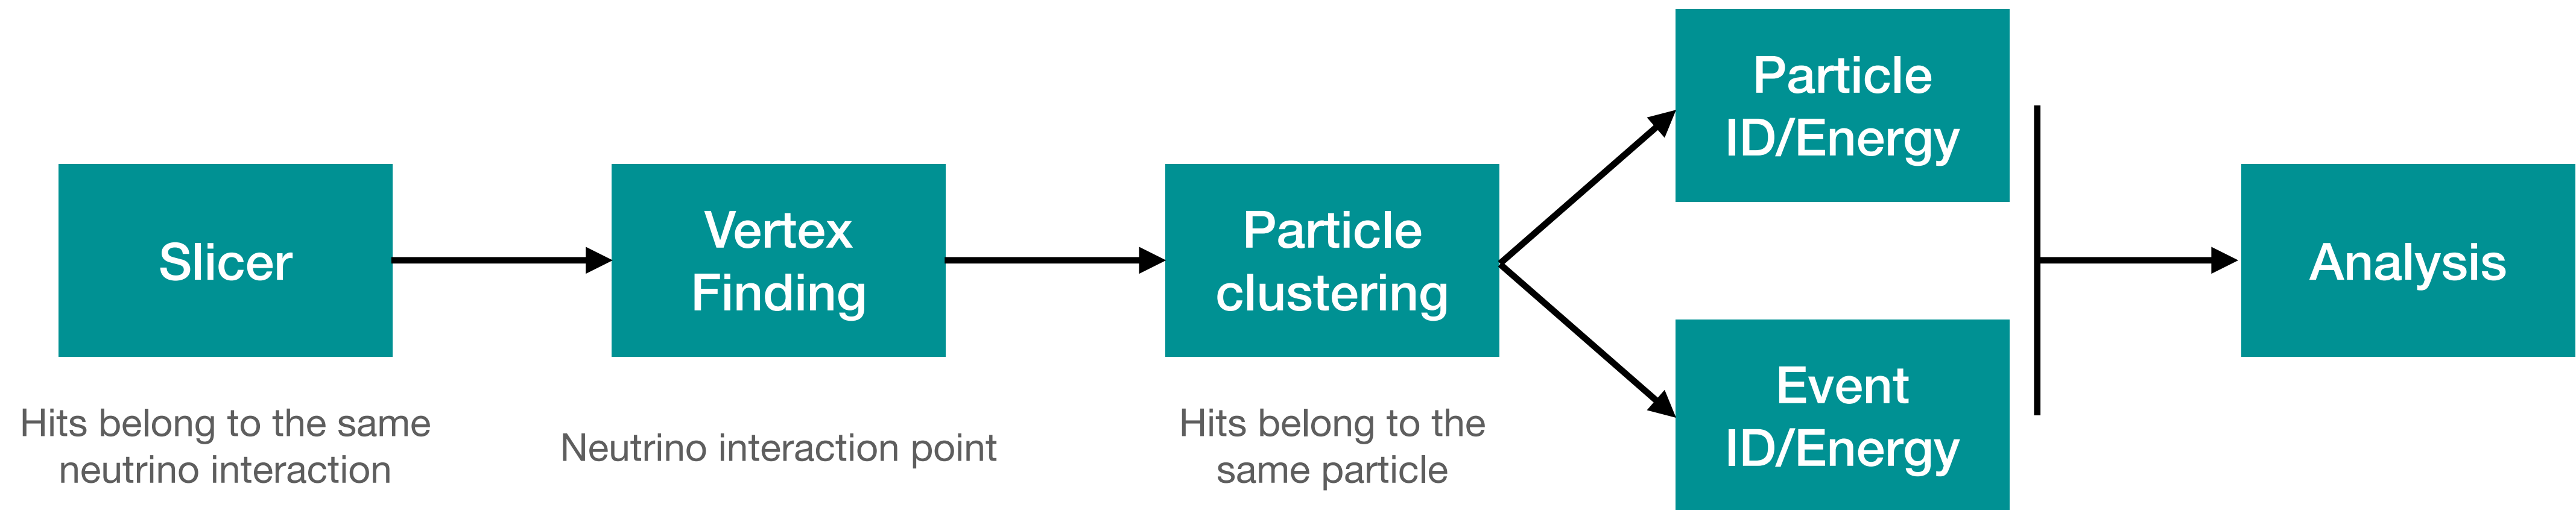 Slicer
Hits belong to the same
neutrino interaction
Vertex
Finding
Neutrino interaction point
Particle
clustering
Hits belong to the
same particle
Particle
ID/Energy
Event
ID/Energy
Analysis